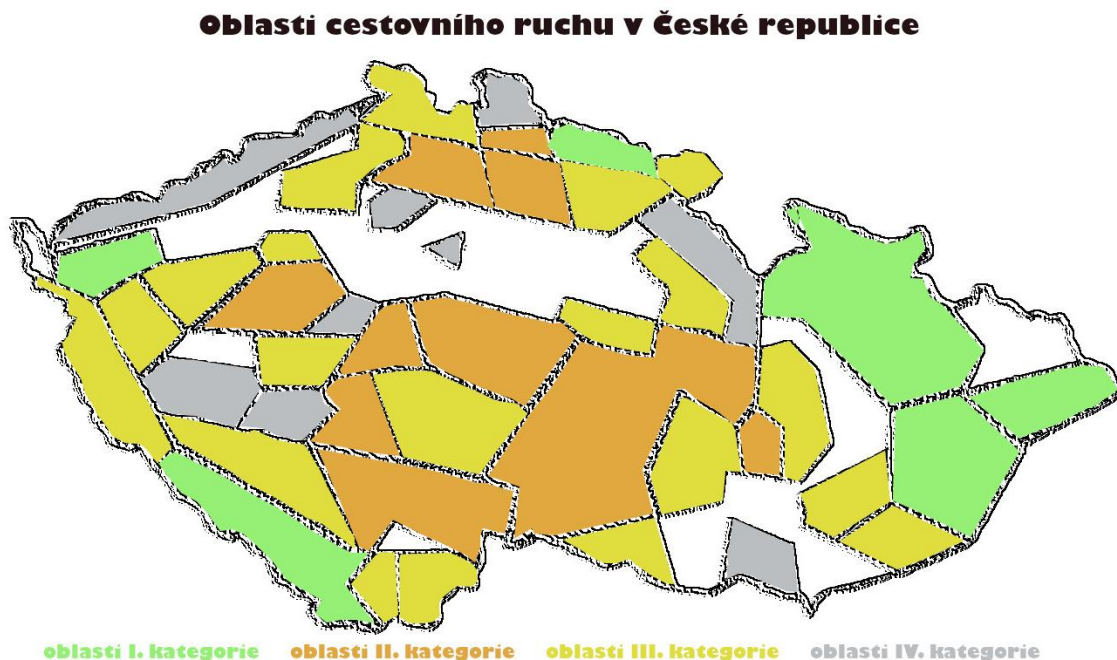 Oblasti cestovního ruchu v České republice
oblasti I. kategorie oblasti II. kategorie oblasti III. kategorie oblasti IV. kategorie